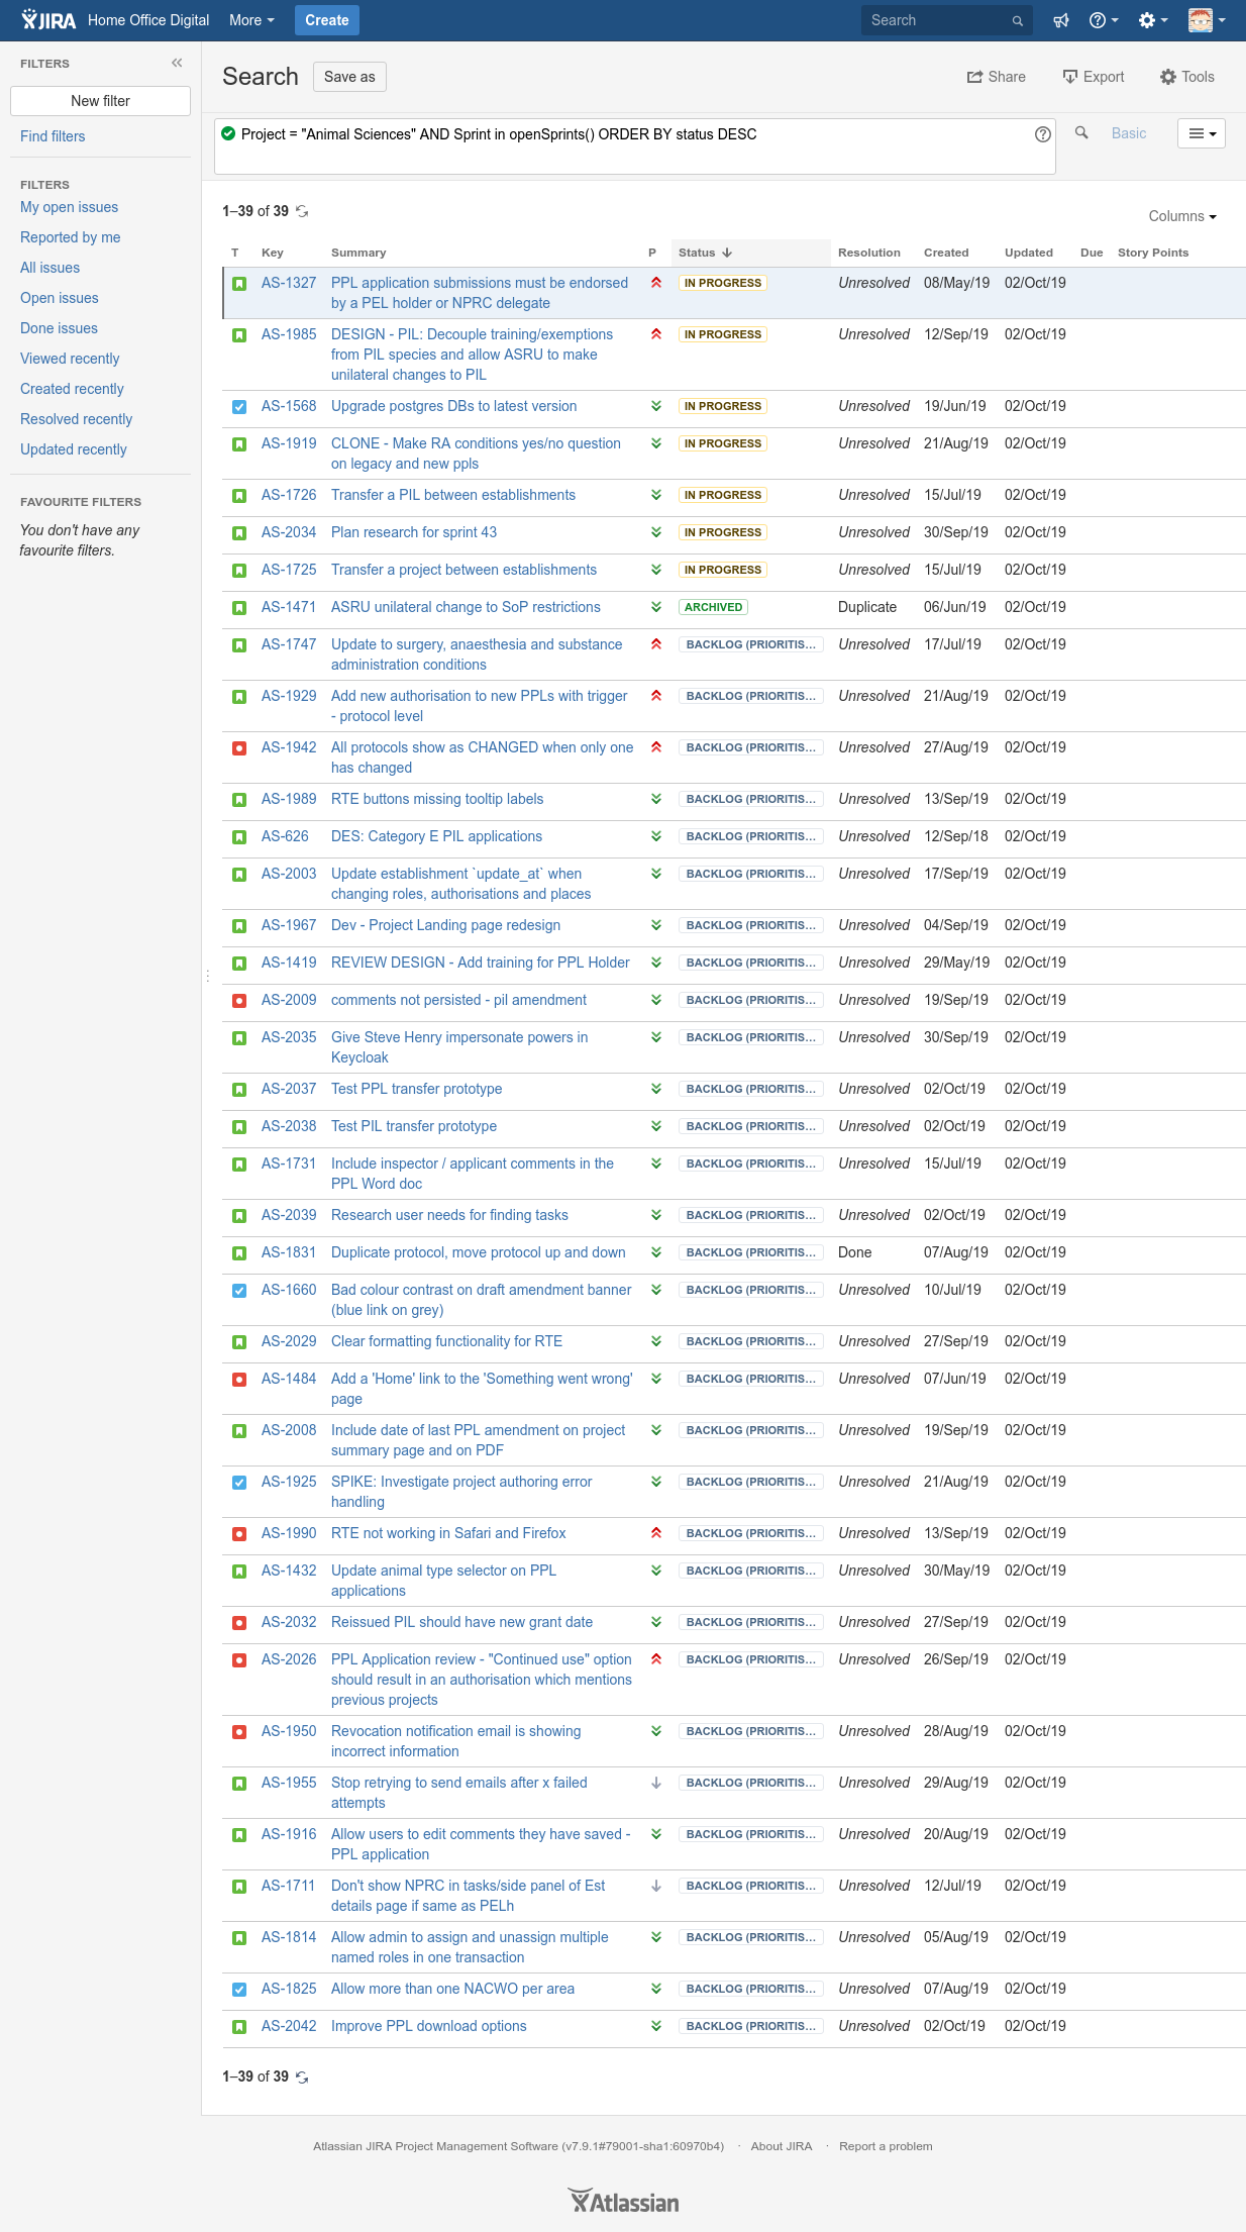 JIRA Home Office Digital More Create Search
FILTERS
New filter
Find filters
FILTERS
My open issues
Reported by me
All issues
Open issues
Done issues
Viewed recently
Created recently
Resolved recently
Updated recently
FAVOURITE FILTERS
You don't have any
favourite filters.
Search Save as Share Export Tools
Project = "Animal Sciences" AND Sprint in openSprints() ORDER BY status DESC Basic
1–39 of 39
Columns
T Key Summary P Status Resolution Created Updated Due Story Points
AS-1327 PPL application submissions must be endorsed IN PROGRESS Unresolved 08/May/19 02/Oct/19
by a PEL holder or NPRC delegate
AS-1985 DESIGN - PIL: Decouple training/exemptions IN PROGRESS Unresolved 12/Sep/19 02/Oct/19
from PIL species and allow ASRU to make
unilateral changes to PIL
AS-1568 Upgrade postgres DBs to latest version IN PROGRESS Unresolved 19/Jun/19 02/Oct/19
AS-1919 CLONE - Make RA conditions yes/no question IN PROGRESS Unresolved 21/Aug/19 02/Oct/19
on legacy and new ppls
AS-1726 Transfer a PIL between establishments IN PROGRESS Unresolved 15/Jul/19 02/Oct/19
AS-2034 Plan research for sprint 43 IN PROGRESS Unresolved 30/Sep/19 02/Oct/19
AS-1725 Transfer a project between establishments IN PROGRESS Unresolved 15/Jul/19 02/Oct/19
AS-1471 ASRU unilateral change to SoP restrictions ARCHIVED Duplicate 06/Jun/19 02/Oct/19
AS-1747 Update to surgery, anaesthesia and substance BACKLOG (PRIORITIS... Unresolved 17/Jul/19 02/Oct/19
administration conditions
AS-1929 Add new authorisation to new PPLs with trigger BACKLOG (PRIORITIS... Unresolved 21/Aug/19 02/Oct/19
- protocol level
AS-1942 All protocols show as CHANGED when only one BACKLOG (PRIORITIS... Unresolved 27/Aug/19 02/Oct/19
has changed
AS-1989 RTE buttons missing tooltip labels BACKLOG (PRIORITIS... Unresolved 13/Sep/19 02/Oct/19
AS-626 DES: Category E PIL applications BACKLOG (PRIORITIS... Unresolved 12/Sep/18 02/Oct/19
AS-2003 Update establishment `update_at` when BACKLOG (PRIORITIS... Unresolved 17/Sep/19 02/Oct/19
changing roles, authorisations and places
AS-1967 Dev - Project Landing page redesign BACKLOG (PRIORITIS... Unresolved 04/Sep/19 02/Oct/19
AS-1419 REVIEW DESIGN - Add training for PPL Holder BACKLOG (PRIORITIS... Unresolved 29/May/19 02/Oct/19
AS-2009 comments not persisted - pil amendment BACKLOG (PRIORITIS... Unresolved 19/Sep/19 02/Oct/19
AS-2035 Give Steve Henry impersonate powers in BACKLOG (PRIORITIS... Unresolved 30/Sep/19 02/Oct/19
Keycloak
AS-2037 Test PPL transfer prototype BACKLOG (PRIORITIS... Unresolved 02/Oct/19 02/Oct/19
AS-2038 Test PIL transfer prototype BACKLOG (PRIORITIS... Unresolved 02/Oct/19 02/Oct/19
AS-1731 Include inspector / applicant comments in the BACKLOG (PRIORITIS... Unresolved 15/Jul/19 02/Oct/19
PPL Word doc
AS-2039 Research user needs for finding tasks BACKLOG (PRIORITIS... Unresolved 02/Oct/19 02/Oct/19
AS-1831 Duplicate protocol, move protocol up and down BACKLOG (PRIORITIS... Done 07/Aug/19 02/Oct/19
AS-1660 Bad colour contrast on draft amendment banner BACKLOG (PRIORITIS... Unresolved 10/Jul/19 02/Oct/19
(blue link on grey)
AS-2029 Clear formatting functionality for RTE BACKLOG (PRIORITIS... Unresolved 27/Sep/19 02/Oct/19
AS-1484 Add a 'Home' link to the 'Something went wrong' BACKLOG (PRIORITIS... Unresolved 07/Jun/19 02/Oct/19
page
AS-2008 Include date of last PPL amendment on project BACKLOG (PRIORITIS... Unresolved 19/Sep/19 02/Oct/19
summary page and on PDF
AS-1925 SPIKE: Investigate project authoring error BACKLOG (PRIORITIS... Unresolved 21/Aug/19 02/Oct/19
handling
AS-1990 RTE not working in Safari and Firefox BACKLOG (PRIORITIS... Unresolved 13/Sep/19 02/Oct/19
AS-1432 Update animal type selector on PPL BACKLOG (PRIORITIS... Unresolved 30/May/19 02/Oct/19
applications
AS-2032 Reissued PIL should have new grant date BACKLOG (PRIORITIS... Unresolved 27/Sep/19 02/Oct/19
AS-2026 PPL Application review - "Continued use" option BACKLOG (PRIORITIS... Unresolved 26/Sep/19 02/Oct/19
should result in an authorisation which mentions
previous projects
AS-1950 Revocation notification email is showing BACKLOG (PRIORITIS... Unresolved 28/Aug/19 02/Oct/19
incorrect information
AS-1955 Stop retrying to send emails after x failed BACKLOG (PRIORITIS... Unresolved 29/Aug/19 02/Oct/19
attempts
AS-1916 Allow users to edit comments they have saved - BACKLOG (PRIORITIS... Unresolved 20/Aug/19 02/Oct/19
PPL application
AS-1711 Don't show NPRC in tasks/side panel of Est BACKLOG (PRIORITIS... Unresolved 12/Jul/19 02/Oct/19
details page if same as PELh
AS-1814 Allow admin to assign and unassign multiple BACKLOG (PRIORITIS... Unresolved 05/Aug/19 02/Oct/19
named roles in one transaction
AS-1825 Allow more than one NACWO per area BACKLOG (PRIORITIS... Unresolved 07/Aug/19 02/Oct/19
AS-2042 Improve PPL download options BACKLOG (PRIORITIS... Unresolved 02/Oct/19 02/Oct/19
1–39 of 39
Atlassian JIRA Project Management Software (v7.9.1#79001-sha1:60970b4) · About JIRA · Report a problem
Atlassian